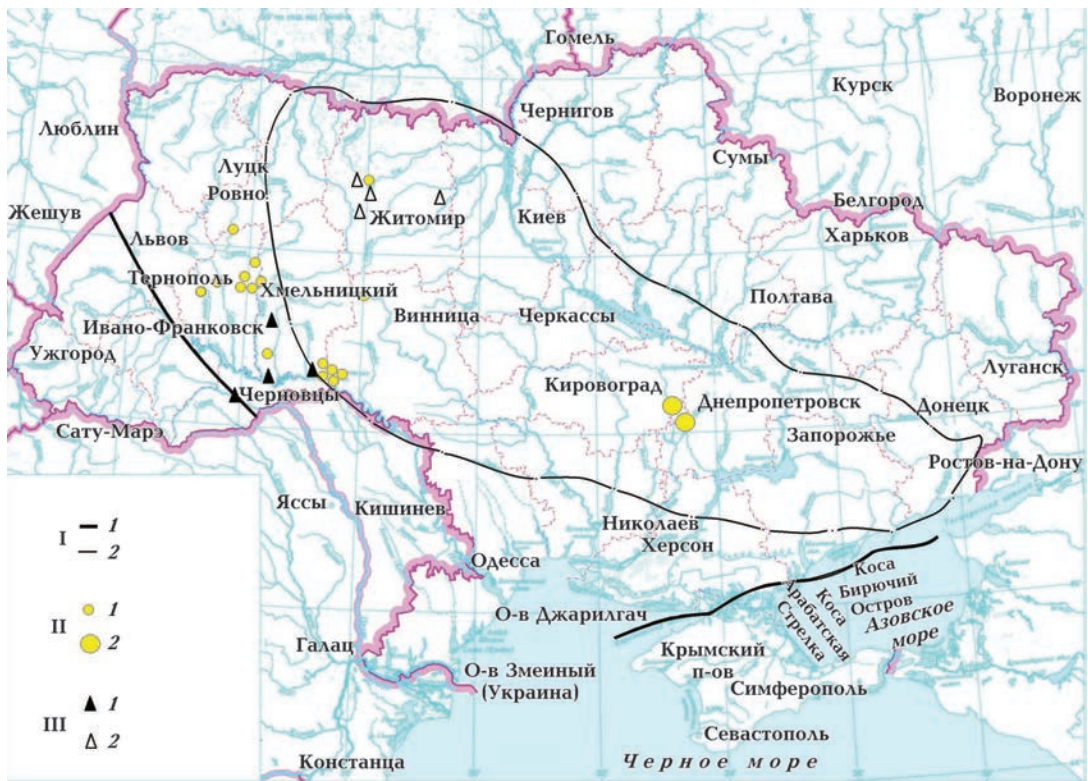 Гомель
Курск
Воронеж
Чернигов
Люблин
Сумы
Луцк
Ровно
Белгород
Киев
Житомир
Жешув
Харьков
Львов
Тернополь
Хмельницкий
Полтава
Ивано-Франковск
Винница
Черкассы
Ужгород
Луганск
Кировоград
Черновцы
Днепропетровск
Донецк
Сату-Марэ
Запорожье
Ростов-на-Дону
Яссы
Кишинев
Николаев
Херсон
Одесса
Коса
Бирючий
Остров
Коса
Арабатская
Стрелка
Азовское
море
О-в Джарилгач
Галац
Крымский
п-ов
О-в Змеиный
(Украина)
Симферополь
Севастополь
Констанца
Черное море
I
1
2
II
1
2
III
1
2